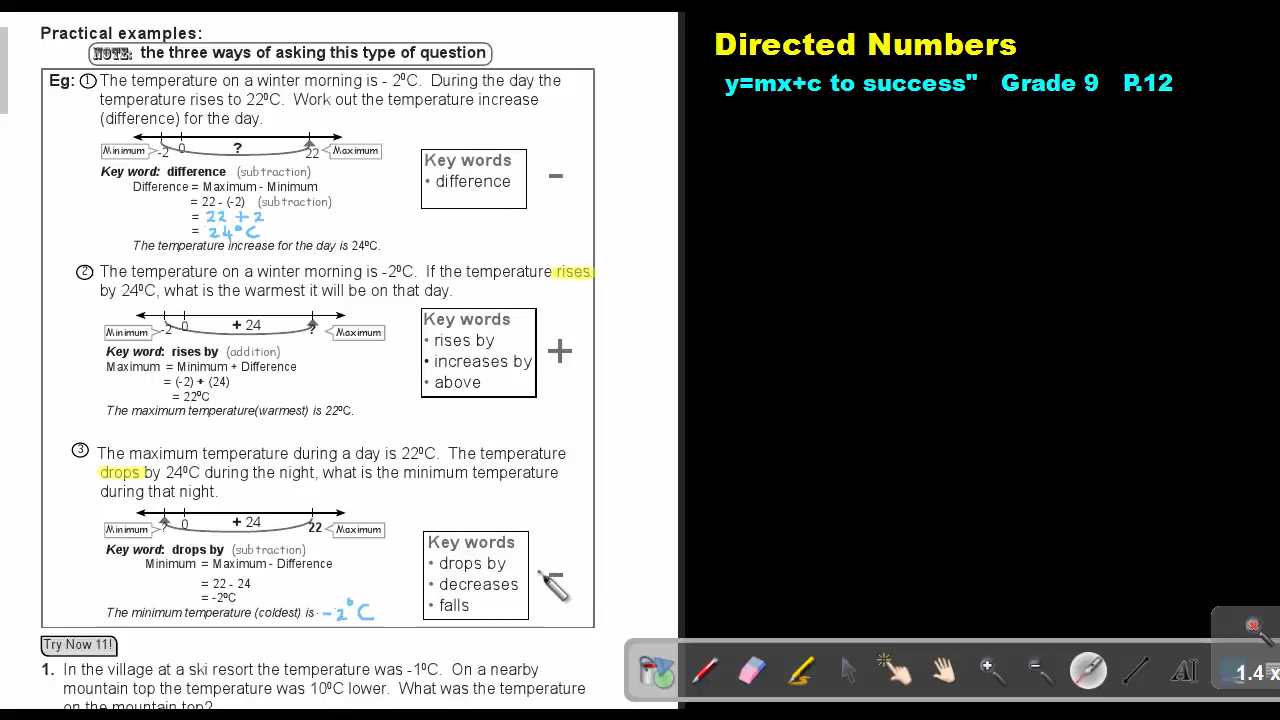 Practical examples:
NOTE: the three ways of asking this type of question
Eg: ① The temperature on a winter morning is - 2⁰C. During the day the
temperature rises to 22⁰C. Work out the temperature increase
(difference) for the day.
Minimum -2 0 ? 22 Maximum
Key word: difference (subtraction)
Difference = Maximum - Minimum
= 22 - (-2) (subtraction)
= 22 + 2
= 24°C
The temperature increase for the day is 24⁰C.
Key words
• difference
-
② The temperature on a winter morning is -2⁰C. If the temperature rises
by 24⁰C, what is the warmest it will be on that day.
Minimum -2 0 + 24 ? Maximum
Key word: rises by (addition)
Maximum = Minimum + Difference
= (-2) + (24)
= 22⁰C
The maximum temperature(warmest) is 22⁰C.
Key words
• rises by
• increases by
• above
+
③ The maximum temperature during a day is 22⁰C. The temperature
drops by 24⁰C during the night, what is the minimum temperature
during that night.
Minimum ? 0 + 24 22 Maximum
Key word: drops by (subtraction)
Minimum = Maximum - Difference
= 22 - 24
= -2⁰C
The minimum temperature (coldest) is -2°C
Key words
• drops by
• decreases
• falls
-
Try Now 11!
1. In the village at a ski resort the temperature was -1⁰C. On a nearby
mountain top the temperature was 10⁰C lower. What was the temperature
on the mountain top?
Directed Numbers
y=mx+c to success" Grade 9 P.12
AI
1.4 x